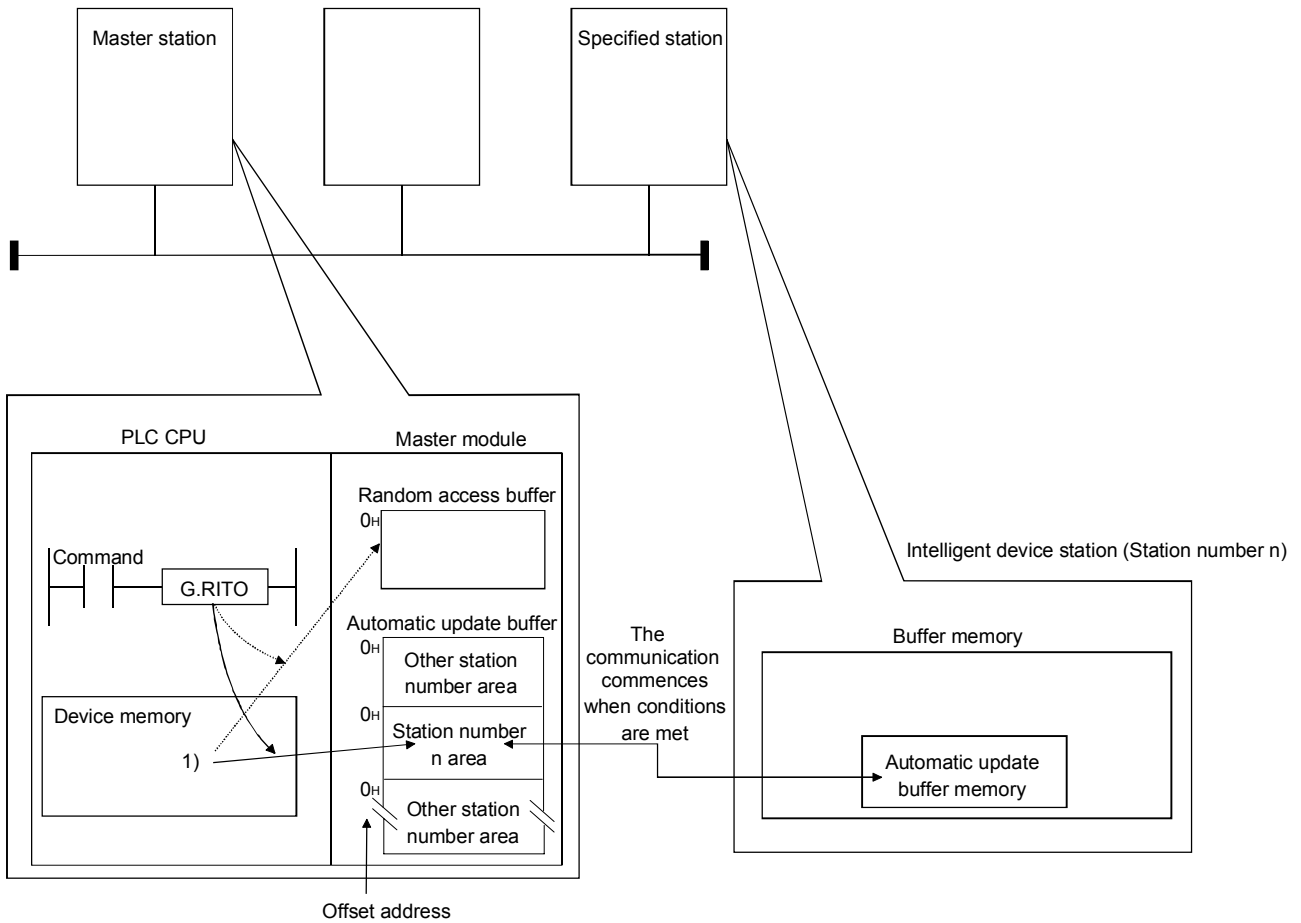 Master station
Specified station
PLC CPU
Master module
Random access buffer
0H
Command
G.RITO
Automatic update buffer
0H
Other station
number area
Device memory
1)
0H
Station number
n area
0H
Other station
number area
Offset address
The
communication
commences
when conditions
are met
Intelligent device station (Station number n)
Buffer memory
Automatic update
buffer memory